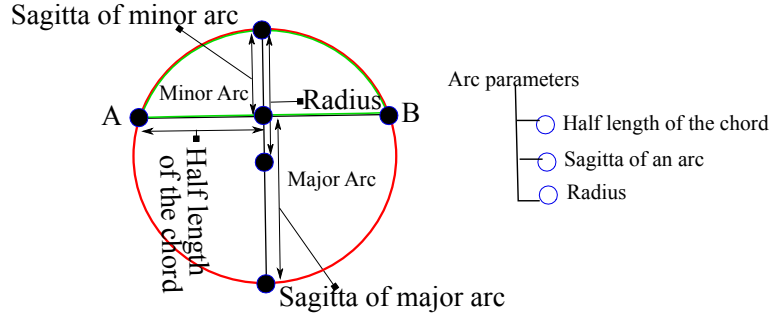 Sagitta of minor arc
Minor Arc
Radius
A
B
Half length
of the chord
Major Arc
Sagitta of major arc
Arc parameters
Half length of the chord
Sagitta of an arc
Radius